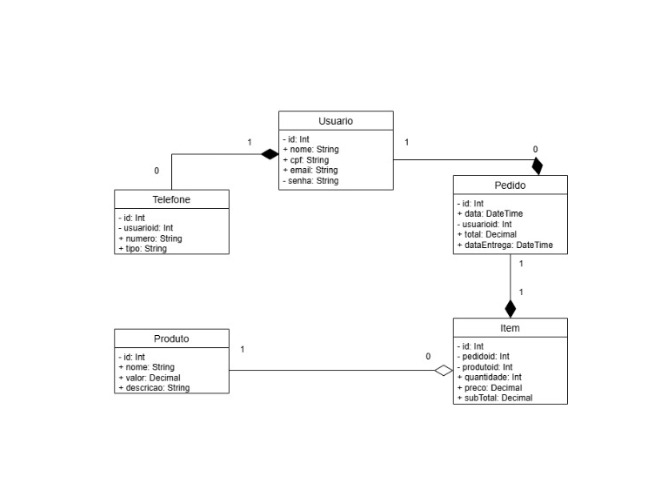 Usuario
- id: Int
+ nome: String
+ cpf: String
+ email: String
- senha: String
1
1
0
0
Telefone
- id: Int
- usuarioid: Int
+ numero: String
+ tipo: String
Pedido
- id: Int
+ data: DateTime
- usuarioid: Int
+ total: Decimal
+ dataEntrega: DateTime
1
1
Produto
- id: Int
+ nome: String
+ valor: Decimal
+ descricao: String
1
0
Item
- id: Int
- pedidoid: Int
- produtoid: Int
+ quantidade: Int
+ preco: Decimal
+ subTotal: Decimal